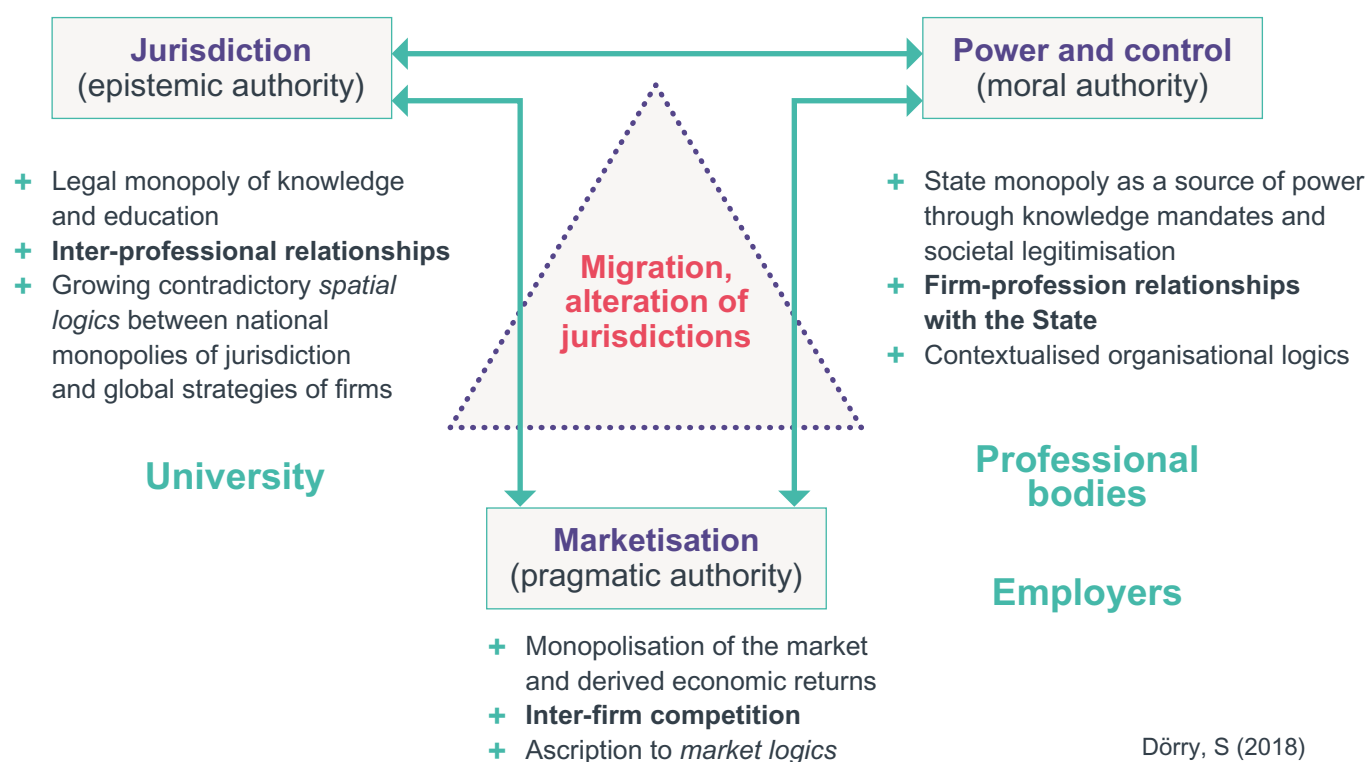 Jurisdiction
(epistemic authority)
Power and control
(moral authority)
+ Legal monopoly of knowledge
and education
+ Inter-professional relationships
+ Growing contradictory spatial
logics between national
monopolies of jurisdiction
and global strategies of firms
University
Migration,
alteration of
jurisdictions
+ State monopoly as a source of power
through knowledge mandates and
societal legitimisation
+ Firm-profession relationships
with the State
+ Contextualised organisational logics
Professional
bodies
Employers
Marketisation
(pragmatic authority)
+ Monopolisation of the market
and derived economic returns
+ Inter-firm competition
+ Ascription to market logics
Dörry, S (2018)